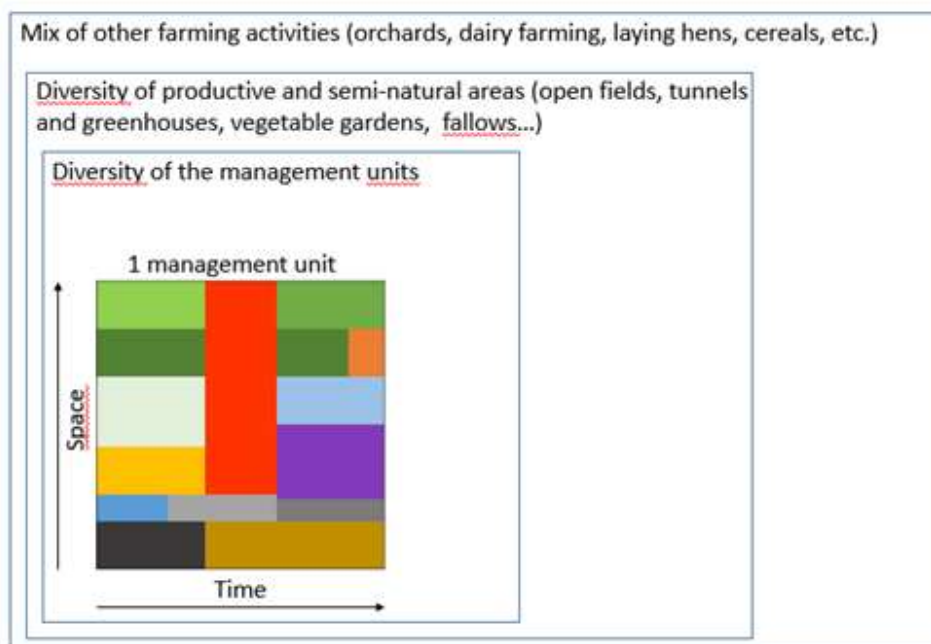 Mix of other farming activities (orchards, dairy farming, laying hens, cereals, etc.)
Diversity of productive and semi-natural areas (open fields, tunnels
and greenhouses, vegetable gardens, fallows...)
Diversity of the management units
1 management unit
Space
Time